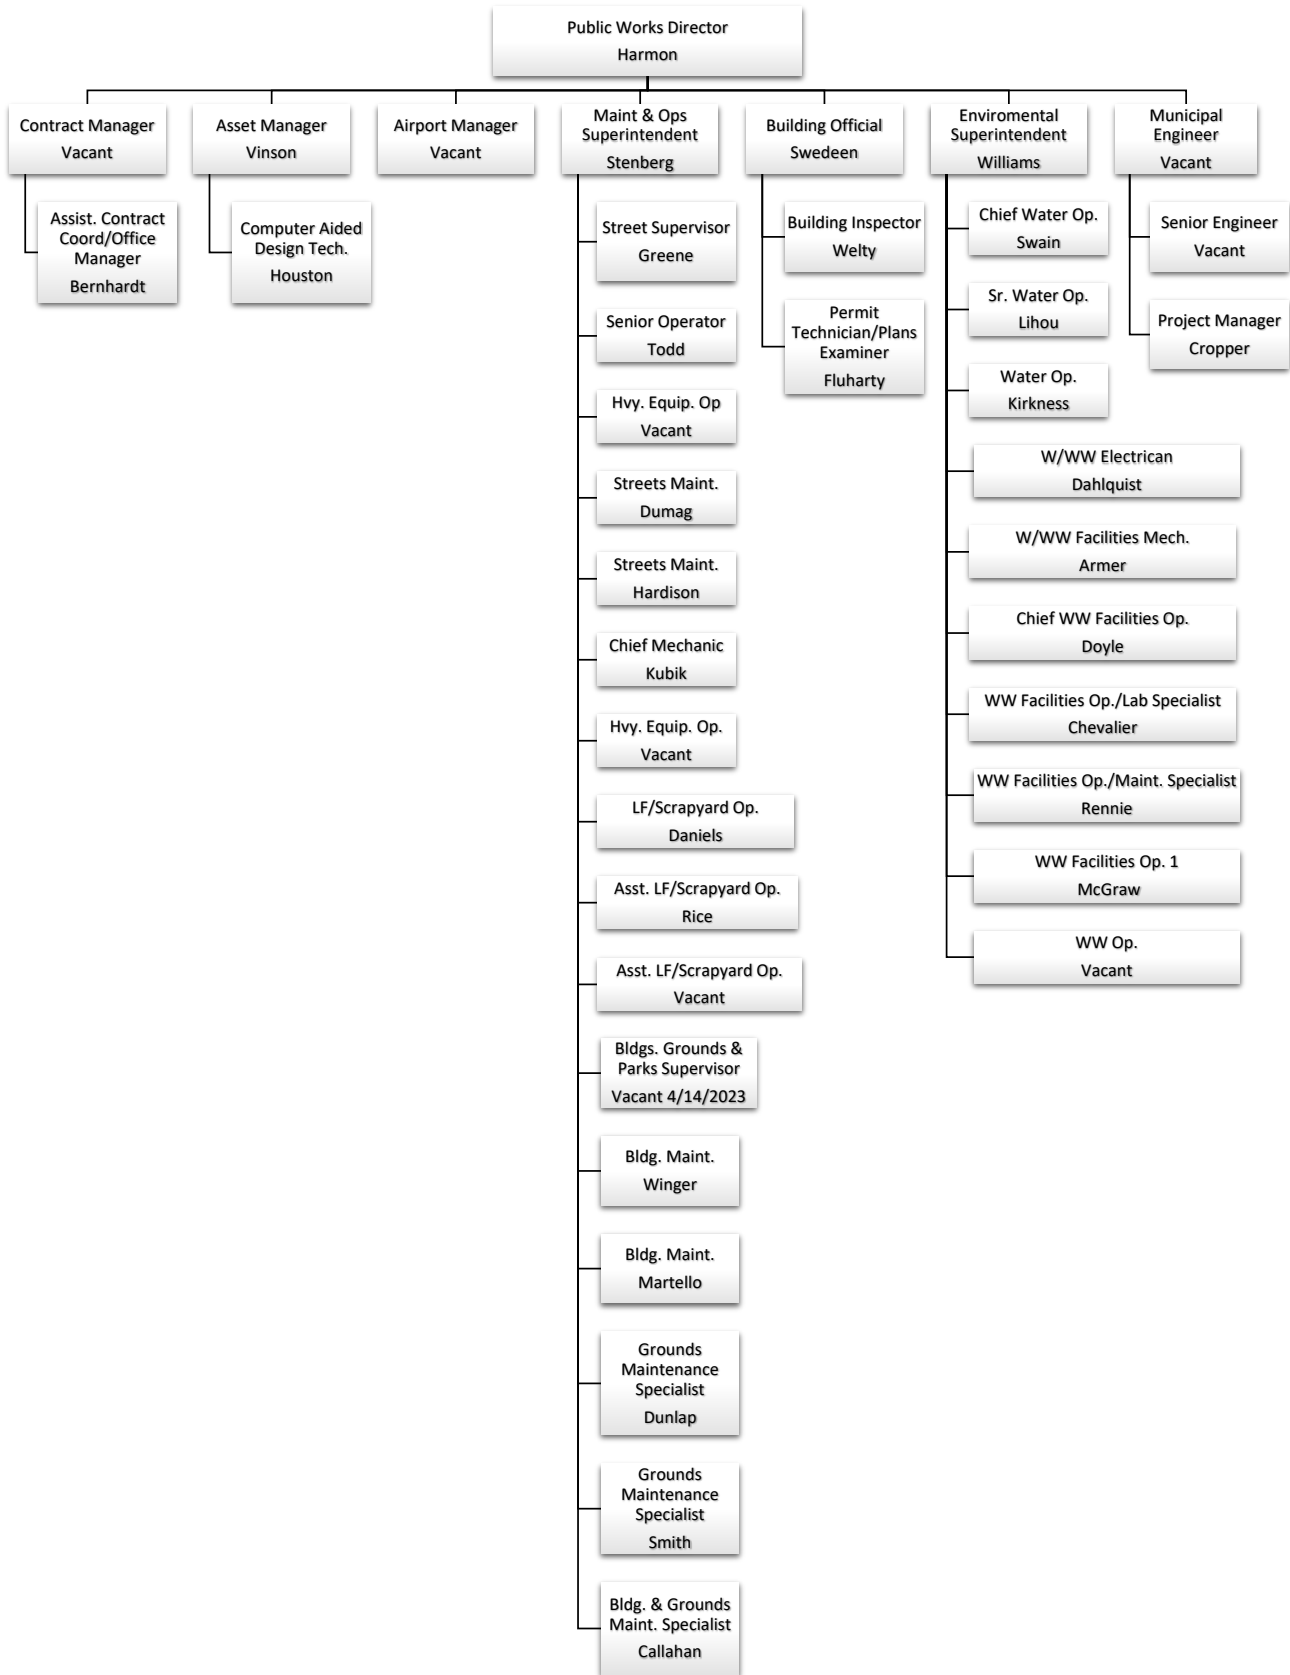 Public Works Director
Harmon
Contract Manager
Vacant
Asset Manager
Vinson
Airport Manager
Vacant
Maint & Ops
Superintendent
Stenberg
Building Official
Swedeen
Enviromental
Superintendent
Williams
Municipal
Engineer
Vacant
Assist. Contract
Coord/Office
Manager
Bernhardt
Computer Aided
Design Tech.
Houston
Street Supervisor
Greene
Senior Operator
Todd
Hvy. Equip. Op
Vacant
Streets Maint.
Dumag
Streets Maint.
Hardison
Chief Mechanic
Kubik
Hvy. Equip. Op.
Vacant
LF/Scrapyard Op.
Daniels
Asst. LF/Scrapyard Op.
Rice
Asst. LF/Scrapyard Op.
Vacant
Bldgs. Grounds &
Parks Supervisor
Vacant 4/14/2023
Bldg. Maint.
Winger
Bldg. Maint.
Martello
Grounds
Maintenance
Specialist
Dunlap
Grounds
Maintenance
Specialist
Smith
Bldg. & Grounds
Maint. Specialist
Callahan
Building Inspector
Welty
Permit
Technician/Plans
Examiner
Fluharty
Chief Water Op.
Swain
Sr. Water Op.
Lihou
Water Op.
Kirkness
W/WW Electrican
Dahlquist
W/WW Facilities Mech.
Armer
Chief WW Facilities Op.
Doyle
WW Facilities Op./Lab Specialist
Chevalier
WW Facilities Op./Maint. Specialist
Rennie
WW Facilities Op. 1
McGraw
WW Op.
Vacant
Senior Engineer
Vacant
Project Manager
Cropper